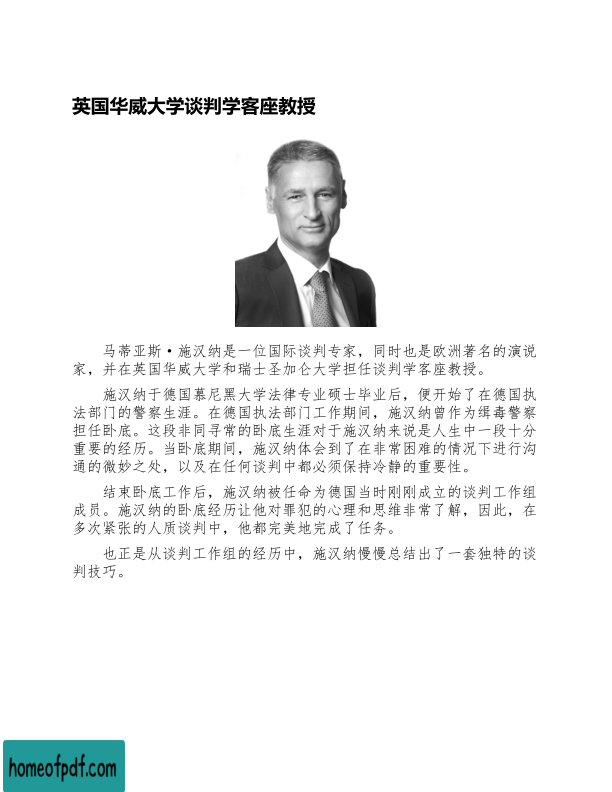 英国华威大学谈判学客座教授
马蒂亚斯·施汉纳是一位国际谈判专家，同时也是欧洲著名的演说
家，并在英国华威大学和瑞士圣加仑大学担任谈判学客座教授。
施汉纳于德国慕尼黑大学法律专业硕士毕业后，便开始了在德国执
法部门的警察生涯。在德国执法部门工作期间，施汉纳曾作为缉毒警察
担任卧底。这段非同寻常的卧底生涯对于施汉纳来说是人生中一段十分
重要的经历。当卧底期间，施汉纳体会到了在非常困难的情况下进行沟
通的微妙之处，以及在任何谈判中都必须保持冷静的重要性。
结束卧底工作后，施汉纳被任命为德国当时刚刚成立的谈判工作组
成员。施汉纳的卧底经历让他对罪犯的心理和思维非常了解，因此，在
多次紧张的人质谈判中，他都完美地完成了任务。
也正是从谈判工作组的经历中，施汉纳慢慢总结出了一套独特的谈
判技巧。
homeofpdf.com